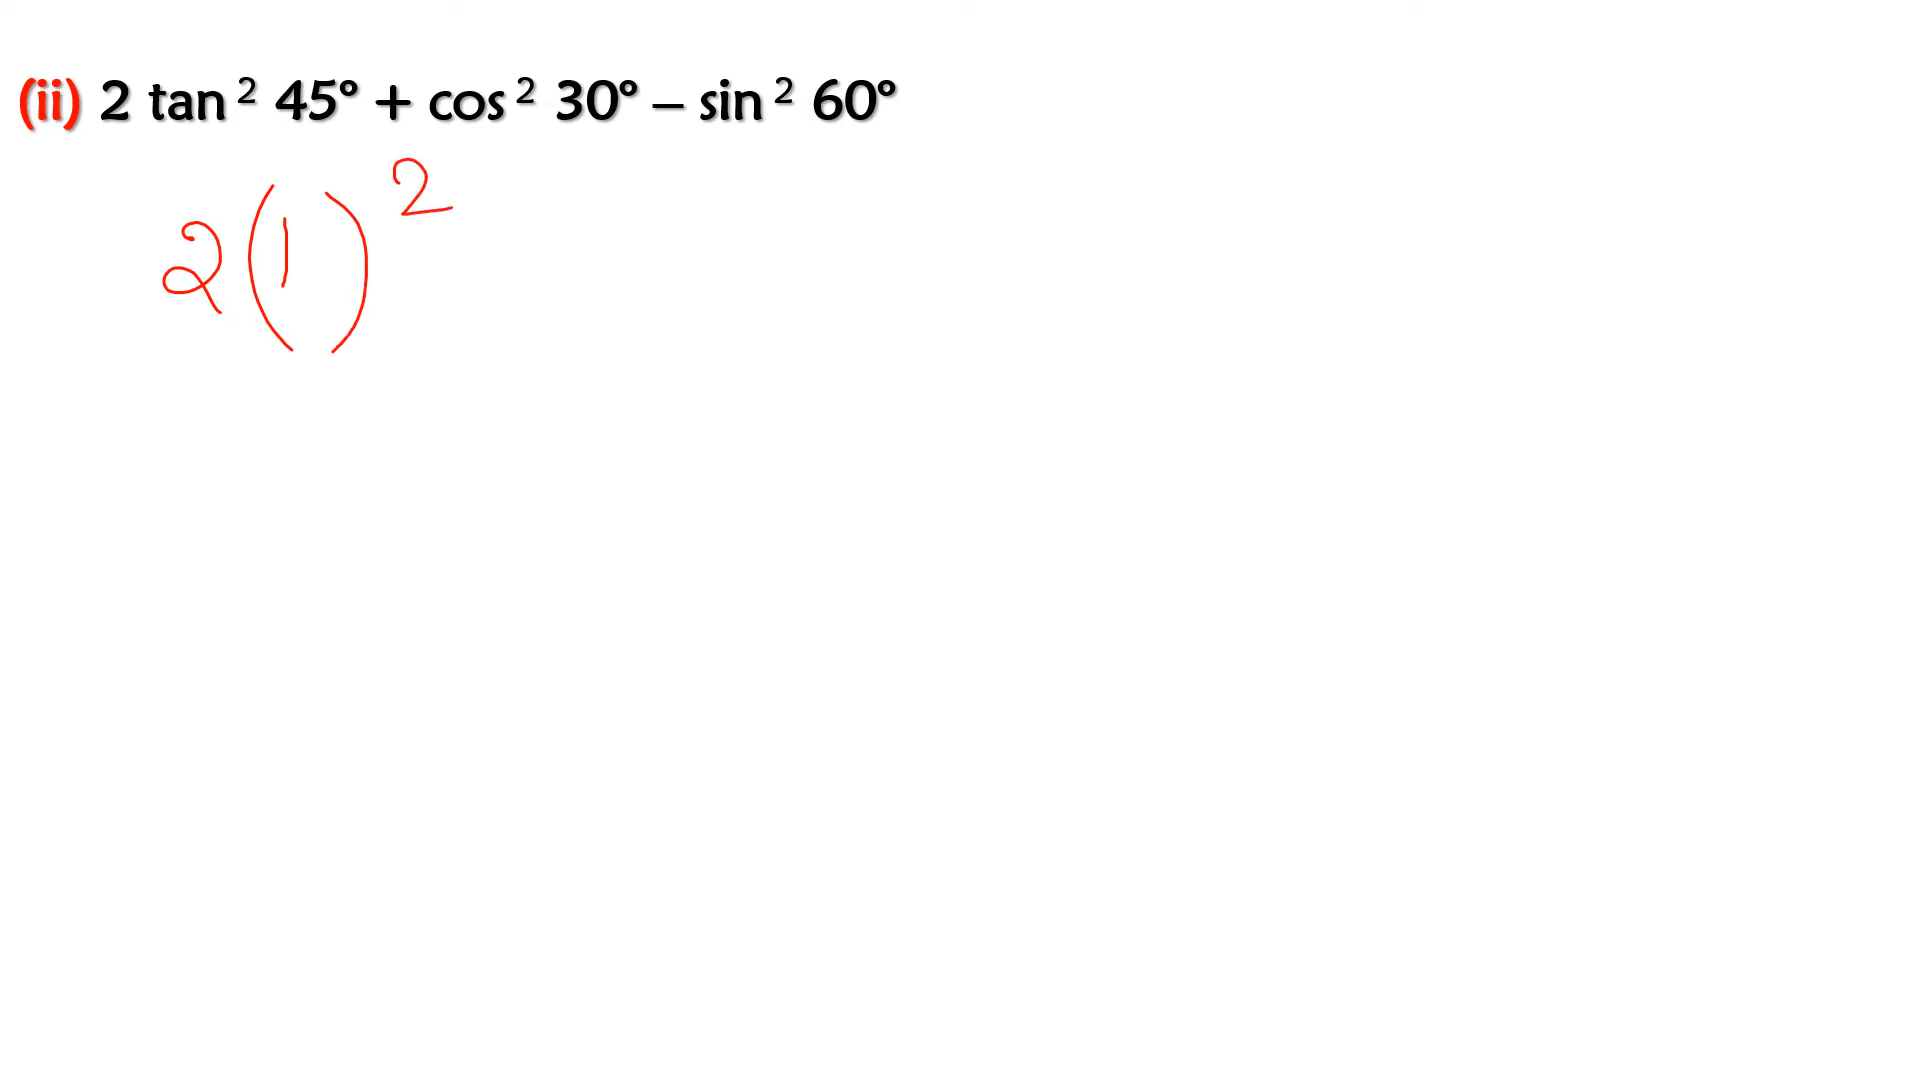 (ii) 2 tan² 45° + cos² 30° – sin² 60°
2(1)²